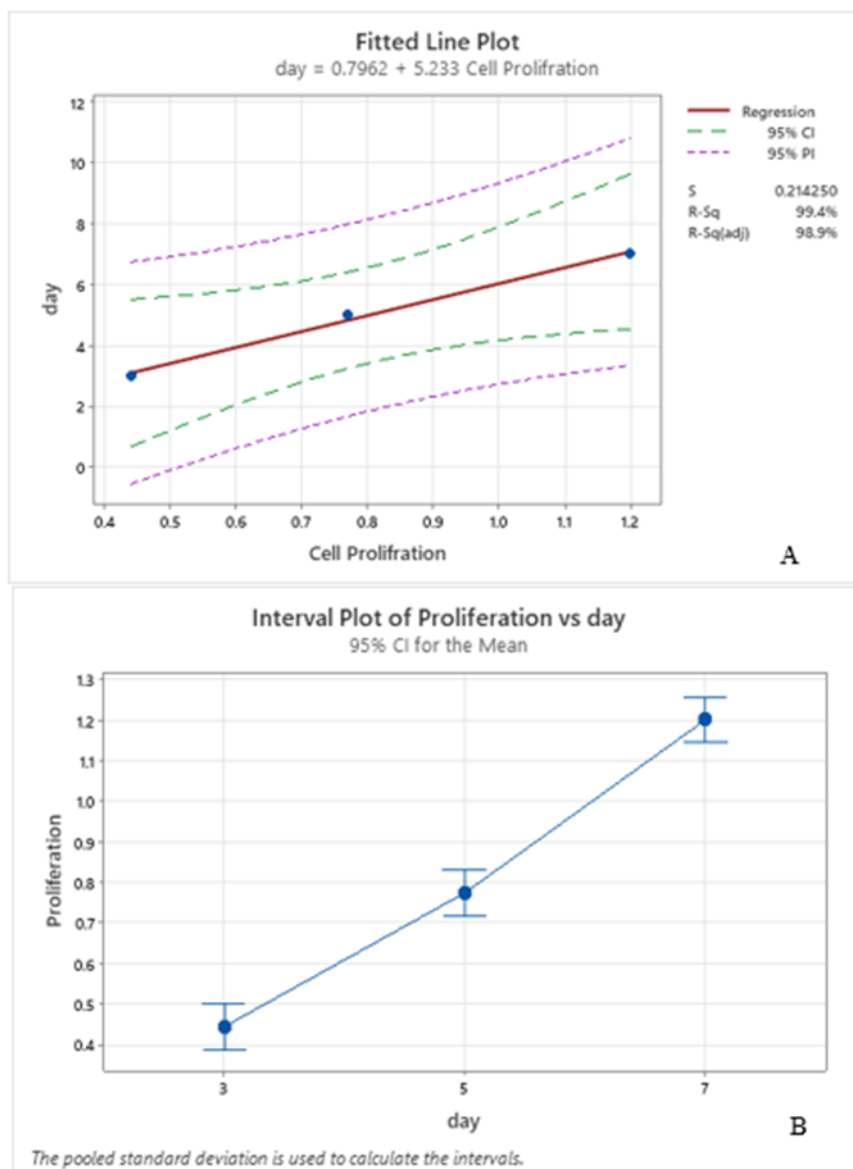 Fitted Line Plot
day = 0.7962 + 5.233 Cell Prolifration
12
10
8
6
4
2
0
day
0.4 0.5 0.6 0.7 0.8 0.9 1.0 1.1 1.2
Cell Prolifration
Regression
95% CI
95% PI
S 0.214250
R-Sq 99.4%
R-Sq(adj) 98.9%
A
Interval Plot of Proliferation vs day
95% CI for the Mean
1.3
1.2
1.1
1.0
0.9
0.8
0.7
0.6
0.5
0.4
Proliferation
3 5 7
day
B
The pooled standard deviation is used to calculate the intervals.